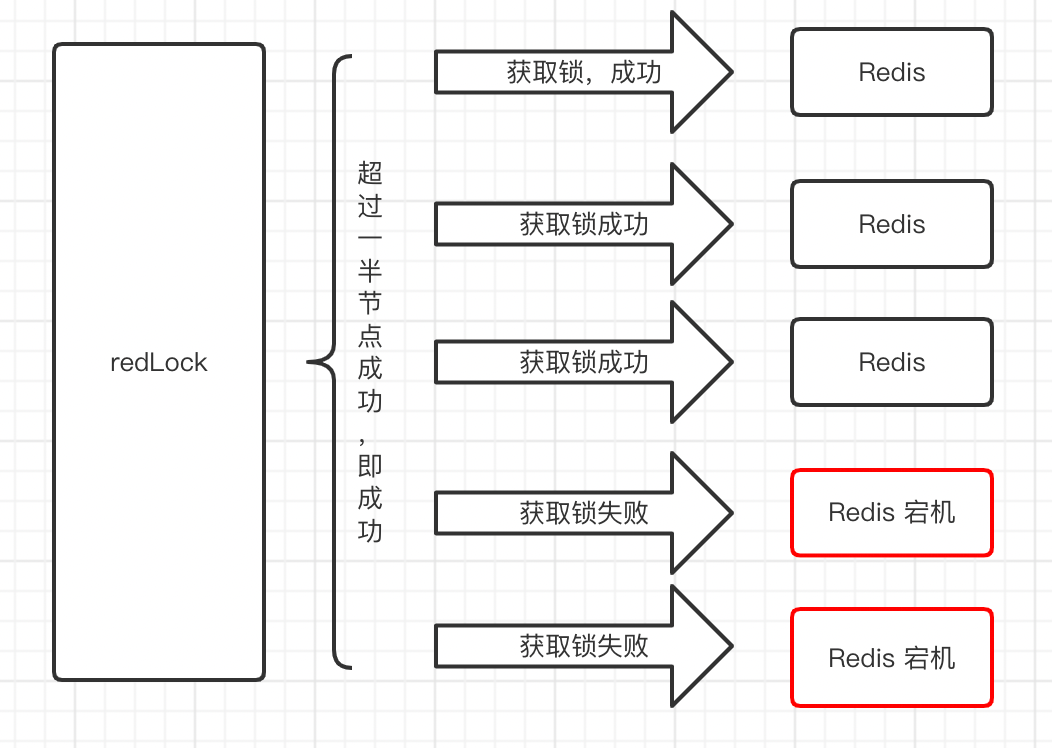 redLock
超过一半节点成功，即成功
获取锁，成功
Redis
获取锁成功
Redis
获取锁成功
Redis
获取锁失败
Redis 宕机
获取锁失败
Redis 宕机